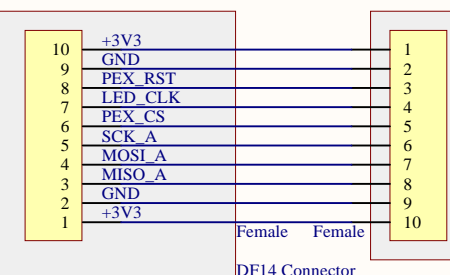 10 +3V3 1
9 GND 2
8 PEX_RST 3
7 LED_CLK 4
6 PEX_CS 5
5 SCK_A 6
4 MOSI_A 7
3 MISO_A 8
2 GND 9
1 +3V3 10
Female Female
DF14 Connector